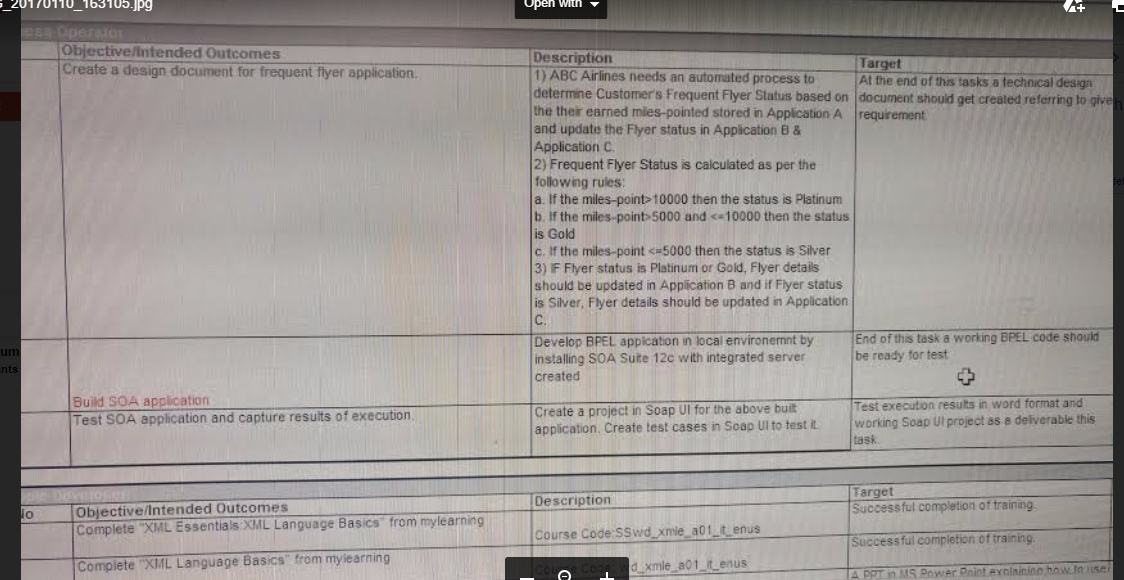 _20170110_163105.jpg
Open with
Objective/Intended Outcomes
Description
Target
Create a design document for frequent flyer application.
1) ABC Airlines needs an automated process to
determine Customer's Frequent Flyer Status based on
the their earned miles-pointed stored in Application A
and update the Flyer status in Application B &
Application C.
2) Frequent Flyer Status is calculated as per the
following rules:
a. If the miles-point>10000 then the status is Platinum
b. If the miles-point>5000 and <=10000 then the status
is Gold
c. If the miles-point <=5000 then the status is Silver
3) IF Flyer status is Platinum or Gold, Flyer details
should be updated in Application B and if Flyer status
is Silver, Flyer details should be updated in Application
C.
At the end of this tasks a technical design
document should get created referring to give
requirement.
Build SOA application
Develop BPEL application in local environemnt by
installing SOA Suite 12c with integrated server
created
End of this task a working BPEL code should
be ready for test
Test SOA application and capture results of execution.
Create a project in Soap UI for the above built
application. Create test cases in Soap UI to test it.
Test execution results in word format and
working Soap UI project as a deliverable this
task.
No
Objective/Intended Outcomes
Description
Target
Complete "XML Essentials:XML Language Basics" from mylearning
Course Code:SSwd_xmle_a01_it_enus
Successful completion of training.
Complete "XML Language Basics" from mylearning
wd_xmle_a01_it_enus
Successful completion of training.
A PPT in MS Power Point explaining how to use